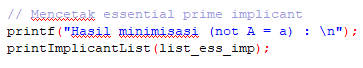 // Mencetak essential prime implicant
printf("Hasil minimisasi (not A = a) : \n");
printImplicantList(list_ess_imp);